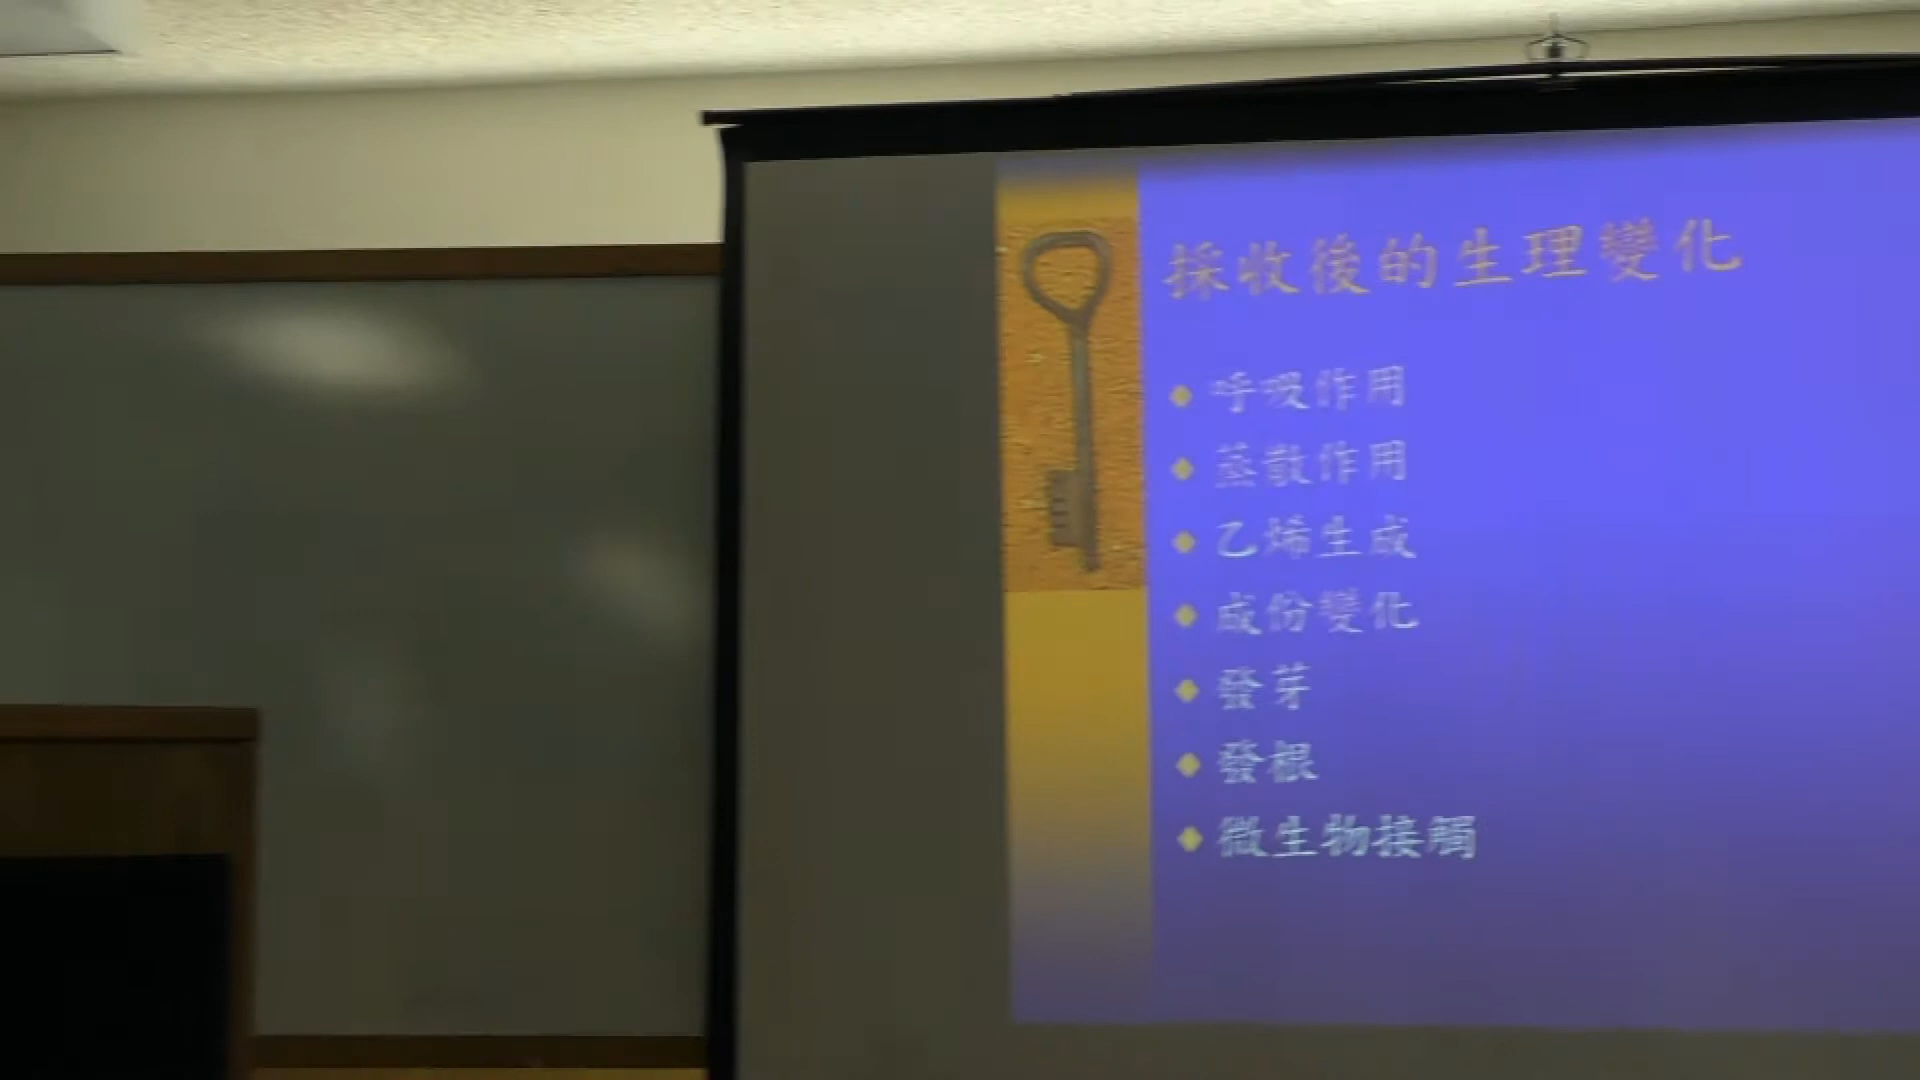 採收後的生理變化
呼吸作用
蒸散作用
乙烯生成
成份變化
發芽
發根
微生物接觸